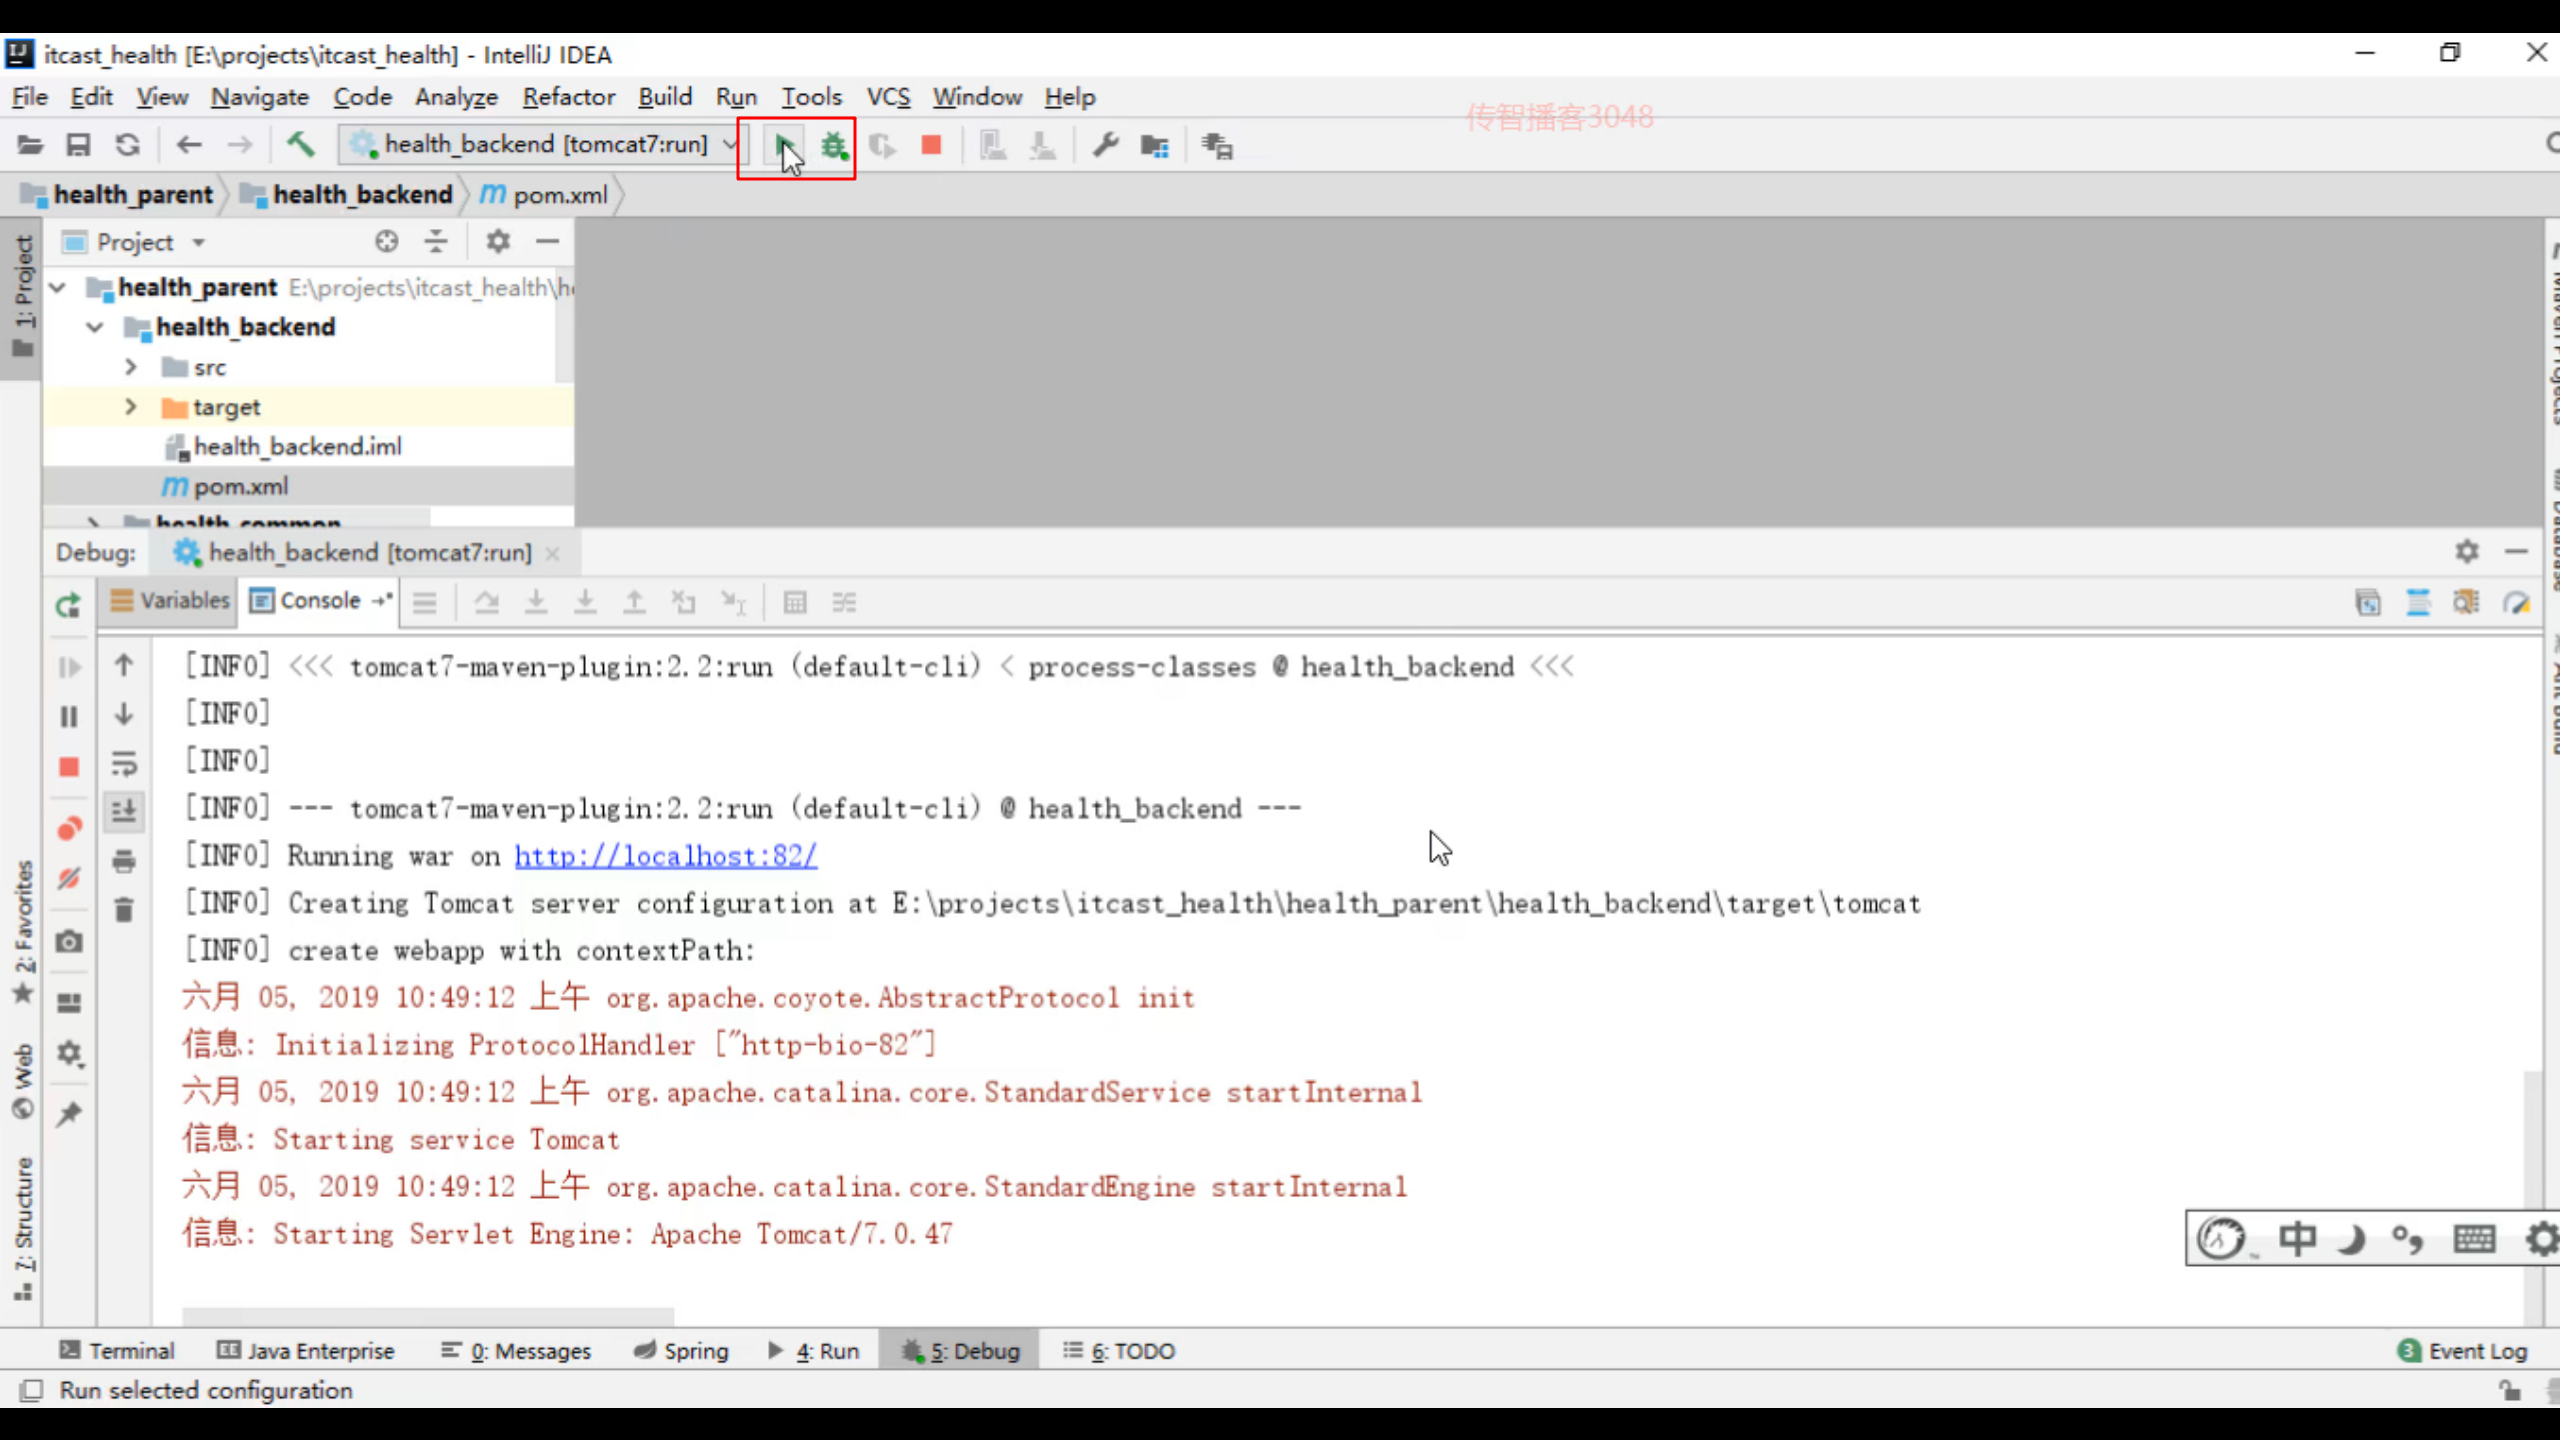 itcast_health [E:\projects\itcast_health] - IntelliJ IDEA
File Edit View Navigate Code Analyze Refactor Build Run Tools VCS Window Help
传智播客3048
health_backend [tomcat7:run]
health_parent health_backend pom.xml
1: Project
Project
health_parent E:\projects\itcast_health\h
health_backend
src
target
health_backend.iml
pom.xml
health_common
Debug: health_backend [tomcat7:run]
Variables Console
[INFO] <<< tomcat7-maven-plugin:2.2:run (default-cli) < process-classes @ health_backend <<<
[INFO]
[INFO]
[INFO] --- tomcat7-maven-plugin:2.2:run (default-cli) @ health_backend ---
[INFO] Running war on http://localhost:82/
[INFO] Creating Tomcat server configuration at E:\projects\itcast_health\health_parent\health_backend\target\tomcat
[INFO] create webapp with contextPath:
六月 05, 2019 10:49:12 上午 org.apache.coyote.AbstractProtocol init
信息: Initializing ProtocolHandler ["http-bio-82"]
六月 05, 2019 10:49:12 上午 org.apache.catalina.core.StandardService startInternal
信息: Starting service Tomcat
六月 05, 2019 10:49:12 上午 org.apache.catalina.core.StandardEngine startInternal
信息: Starting Servlet Engine: Apache Tomcat/7.0.47
2: Favorites
Web
7: Structure
Maven Projects
Database
Ant Build
中
Terminal Java Enterprise 0: Messages Spring 4: Run 5: Debug 6: TODO 3 Event Log
Run selected configuration